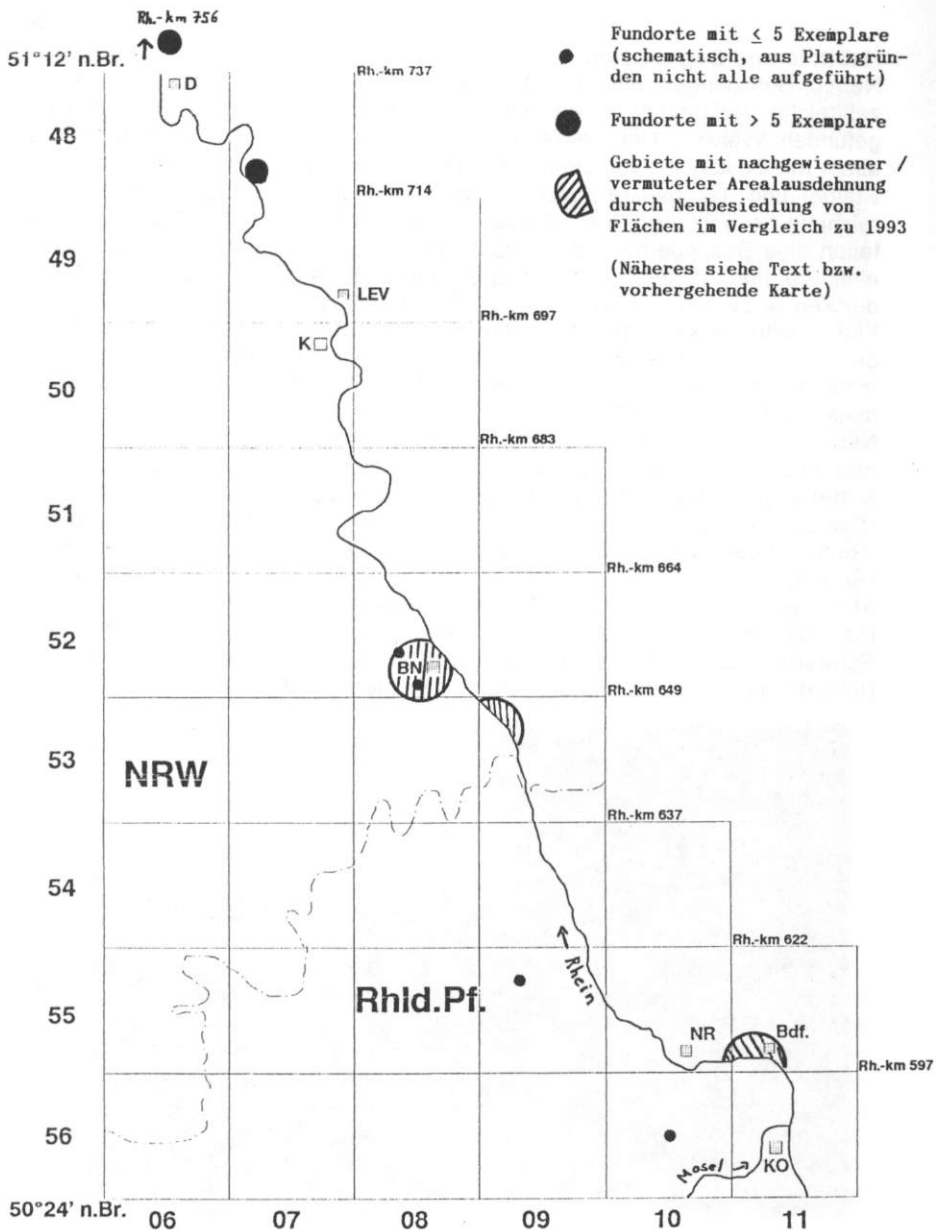 Rh.-km 756
51°12' n.Br.
D
Rh.-km 737
48
Rh.-km 714
49
LEV
Rh.-km 697
K
50
Rh.-km 683
51
Rh.-km 664
52
BN
Rh.-km 649
53
NRW
Rh.-km 637
54
Rh.-km 622
Rhein
Rhld.Pf.
55
NR
Bdf.
Rh.-km 597
56
Mosel
KO
50°24' n.Br.
06 07 08 09 10 11
Fundorte mit ≤ 5 Exemplare
(schematisch, aus Platzgrün-
den nicht alle aufgeführt)
Fundorte mit > 5 Exemplare
Gebiete mit nachgewiesener /
vermuteter Arealausdehnung
durch Neubesiedlung von
Flächen im Vergleich zu 1993
(Näheres siehe Text bzw.
vorhergehende Karte)